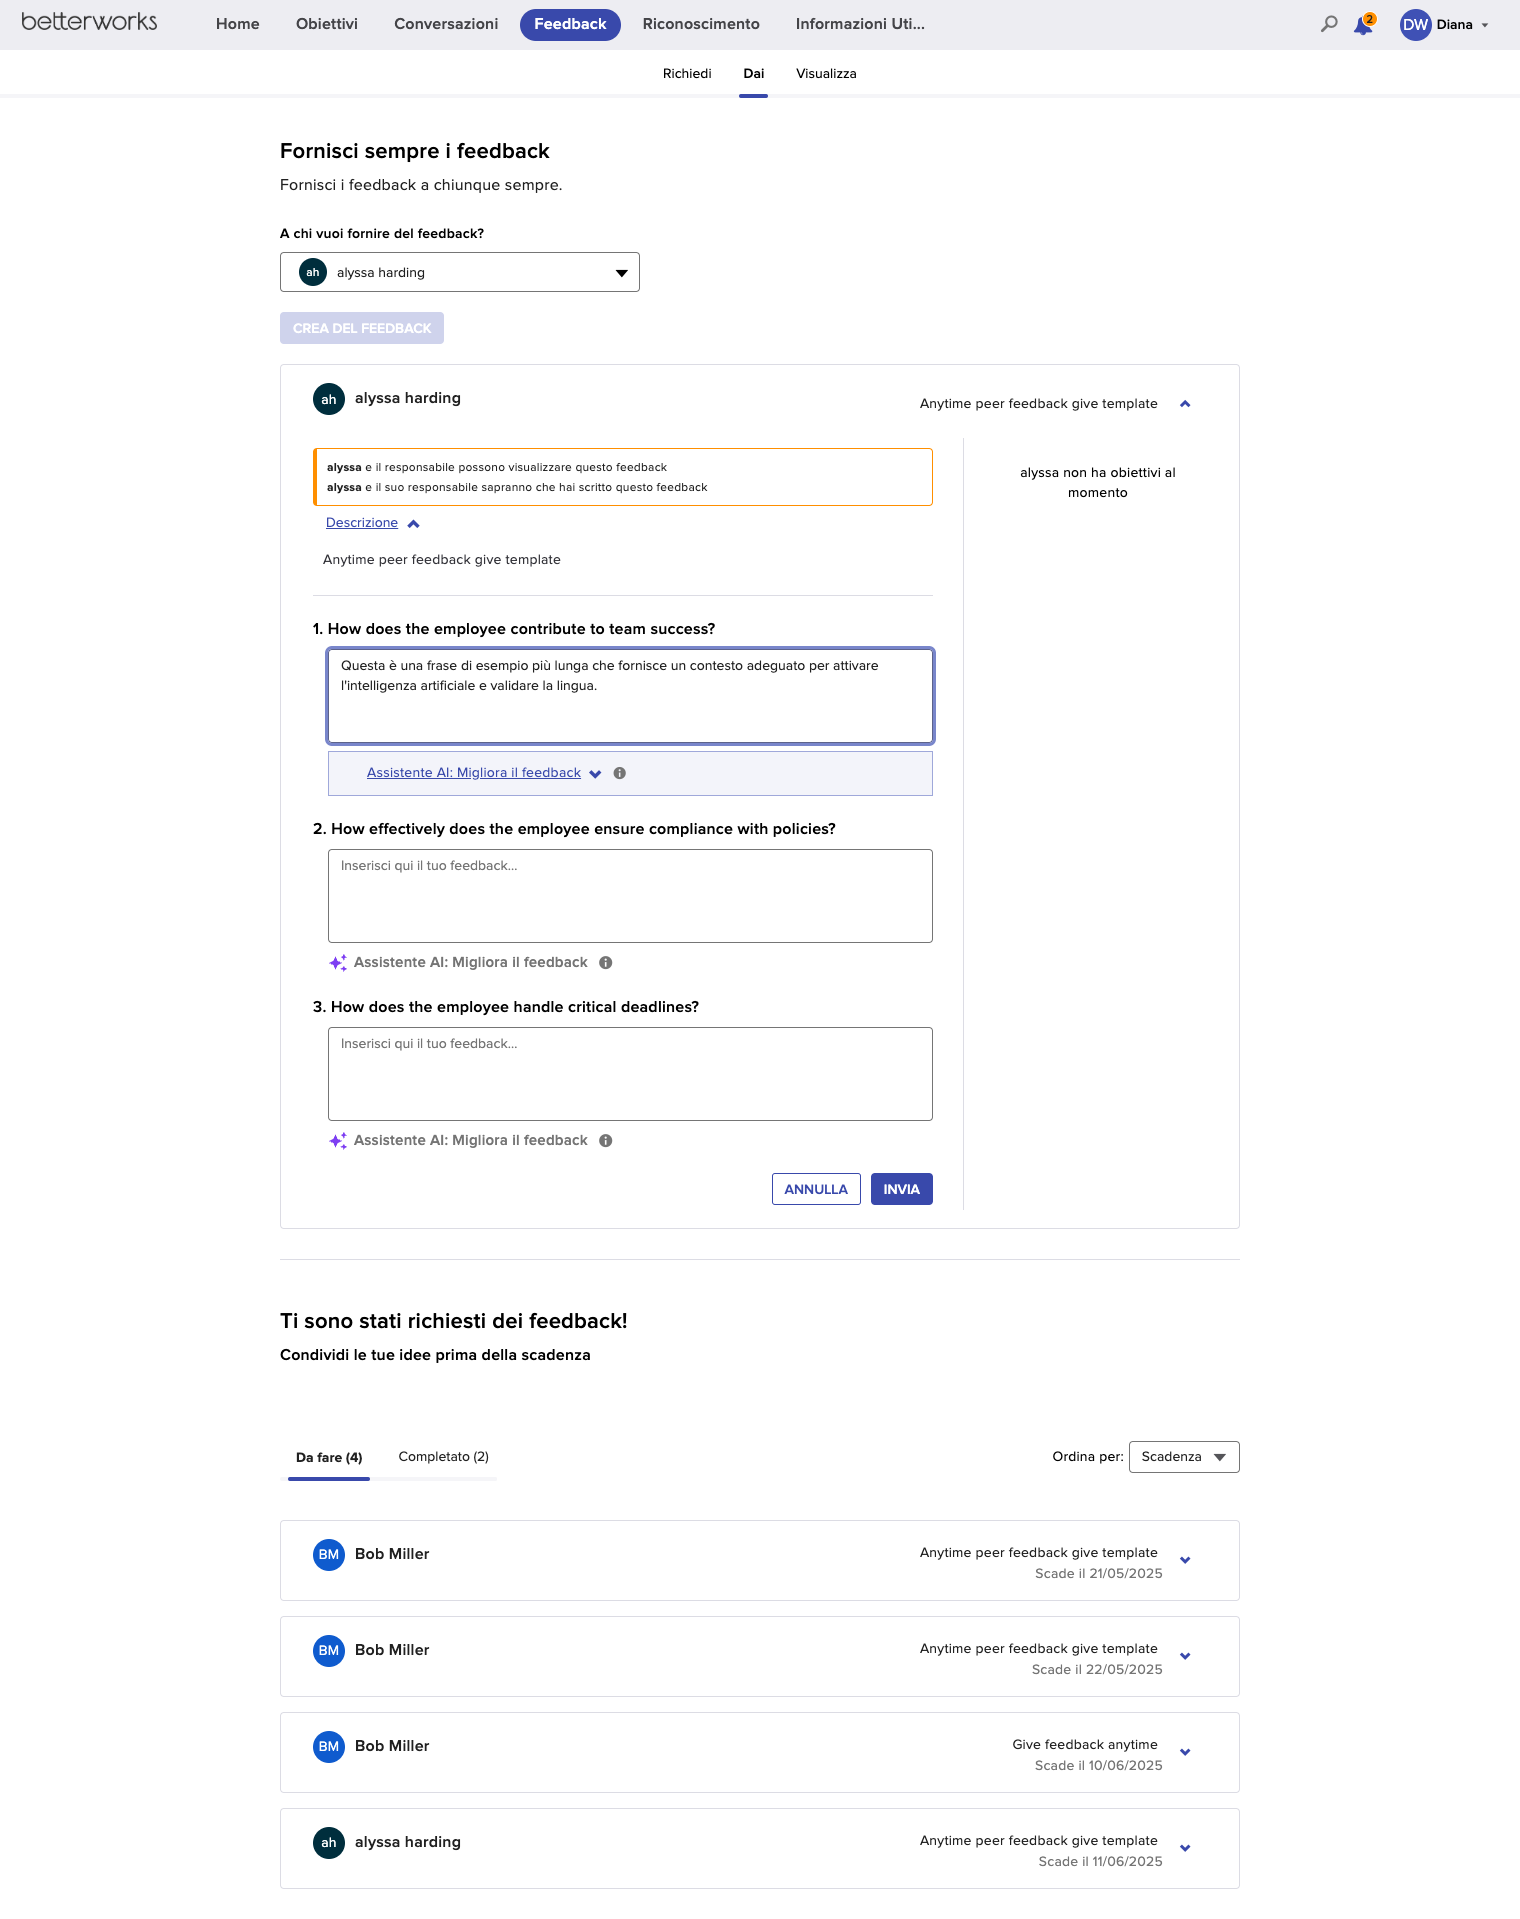 betterworks
Home Obiettivi Conversazioni Feedback Riconoscimento Informazioni Uti... 2 DW Diana
Richiedi Dai Visualizza
Fornisci sempre i feedback
Fornisci i feedback a chiunque sempre.
A chi vuoi fornire del feedback?
ah alyssa harding
CREA DEL FEEDBACK
ah alyssa harding
Anytime peer feedback give template
alyssa e il responsabile possono visualizzare questo feedback
alyssa e il suo responsabile sapranno che hai scritto questo feedback
Descrizione
Anytime peer feedback give template
alyssa non ha obiettivi al
momento
1. How does the employee contribute to team success?
Questa è una frase di esempio più lunga che fornisce un contesto adeguato per attivare
l'intelligenza artificiale e validare la lingua.
Assistente AI: Migliora il feedback
2. How effectively does the employee ensure compliance with policies?
Inserisci qui il tuo feedback...
Assistente AI: Migliora il feedback
3. How does the employee handle critical deadlines?
Inserisci qui il tuo feedback...
Assistente AI: Migliora il feedback
ANNULLA INVIA
Ti sono stati richiesti dei feedback!
Condividi le tue idee prima della scadenza
Da fare (4) Completato (2) Ordina per: Scadenza
BM Bob Miller Anytime peer feedback give template
Scade il 21/05/2025
BM Bob Miller Anytime peer feedback give template
Scade il 22/05/2025
BM Bob Miller Give feedback anytime
Scade il 10/06/2025
ah alyssa harding Anytime peer feedback give template
Scade il 11/06/2025